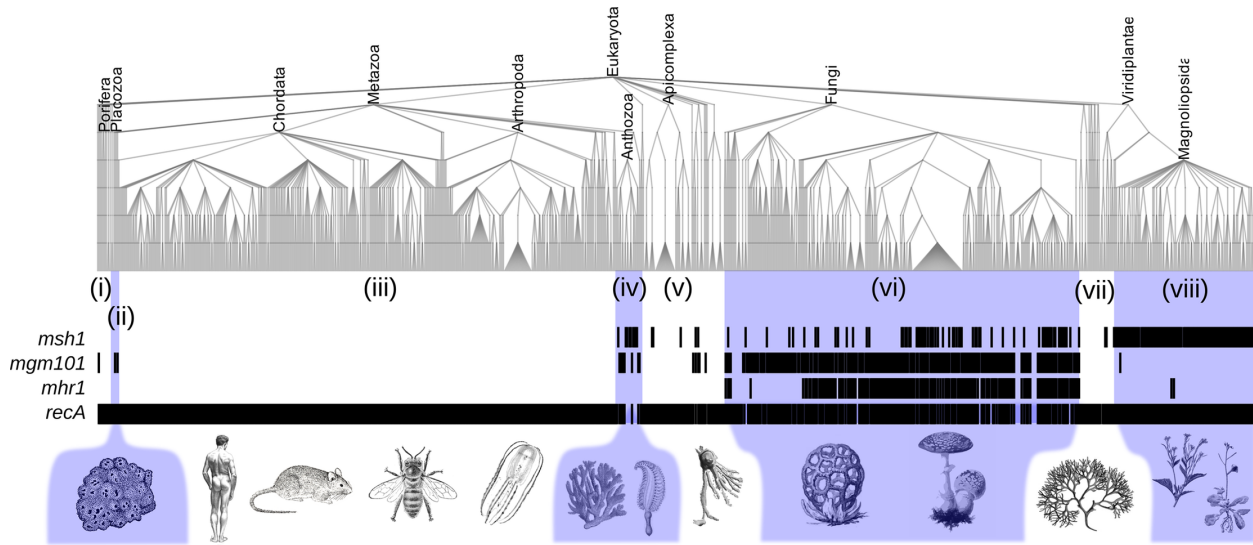 Porifera
Placozoa
Chordata
Metazoa
Arthropoda
Eukaryota
Anthozoa
Apicomplexa
Fungi
Viridiplantae
Magnoliopsida
(i)
(ii)
(iii)
(iv)
(v)
(vi)
(vii)
(viii)
msh1
mgm101
mhr1
recA